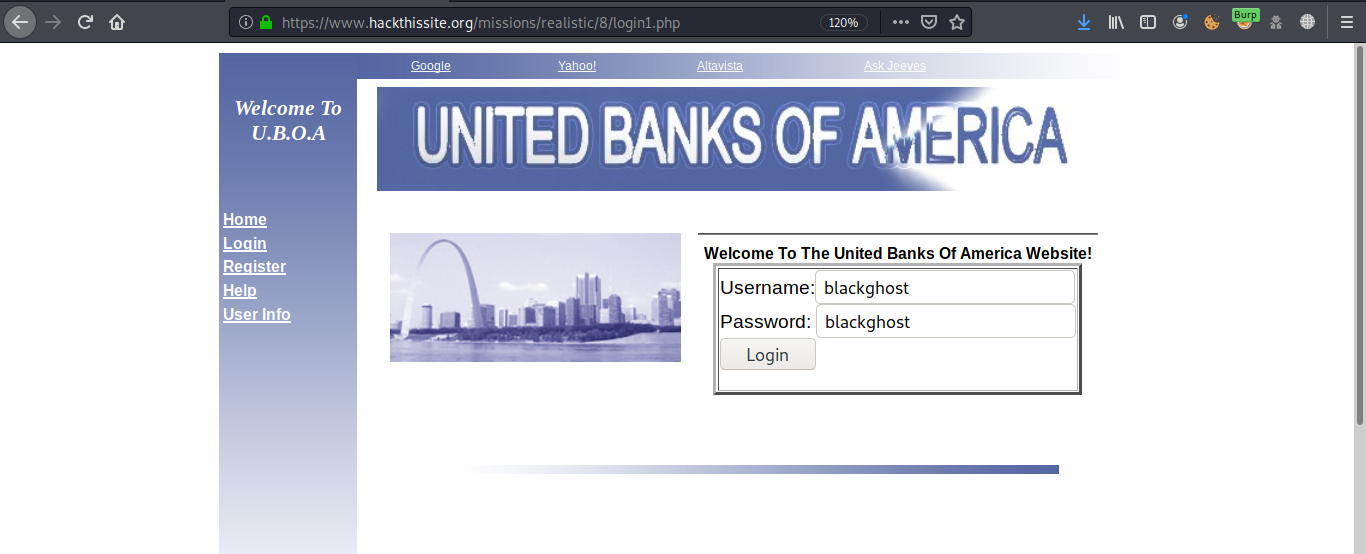 https://www.hackthissite.org/missions/realistic/8/login1.php 120% Burp
Google Yahoo! Altavista Ask Jeeves
Welcome To
U.B.O.A
UNITED BANKS OF AMERICA
Home
Login
Register
Help
User Info
Welcome To The United Banks Of America Website!
Username: blackghost
Password: blackghost
Login